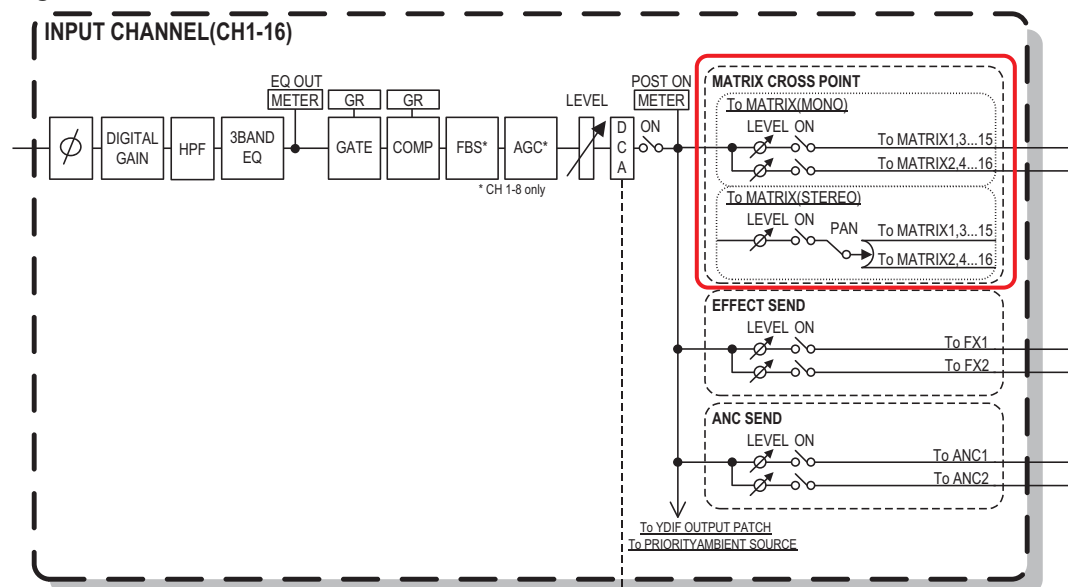 INPUT CHANNEL(CH1-16)
EQ OUT
METER
GR
GR
LEVEL
POST ON
METER
DCA
ON
Ø
DIGITAL GAIN
HPF
3BAND EQ
GATE
COMP
FBS*
AGC*
* CH 1-8 only
MATRIX CROSS POINT
To MATRIX(MONO)
LEVEL ON
To MATRIX1,3...15
To MATRIX2,4...16
To MATRIX(STEREO)
LEVEL ON
PAN
To MATRIX1,3...15
To MATRIX2,4...16
EFFECT SEND
LEVEL ON
To FX1
To FX2
ANC SEND
LEVEL ON
To ANC1
To ANC2
To YDIF OUTPUT PATCH
To PRIORITYAMBIENT SOURCE